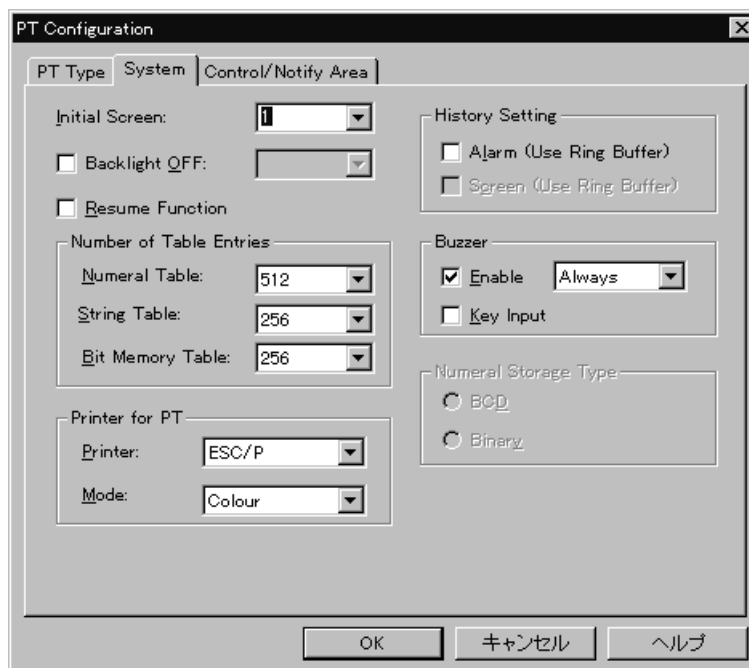 PT Configuration
PT Type System Control/Notify Area
Initial Screen: 1
Backlight OFF:
Resume Function
Number of Table Entries
Numeral Table: 512
String Table: 256
Bit Memory Table: 256
Printer for PT
Printer: ESC/P
Mode: Colour
History Setting
Alarm (Use Ring Buffer)
Screen (Use Ring Buffer)
Buzzer
Enable Always
Key Input
Numeral Storage Type
BCD
Binary
OK キャンセル ヘルプ